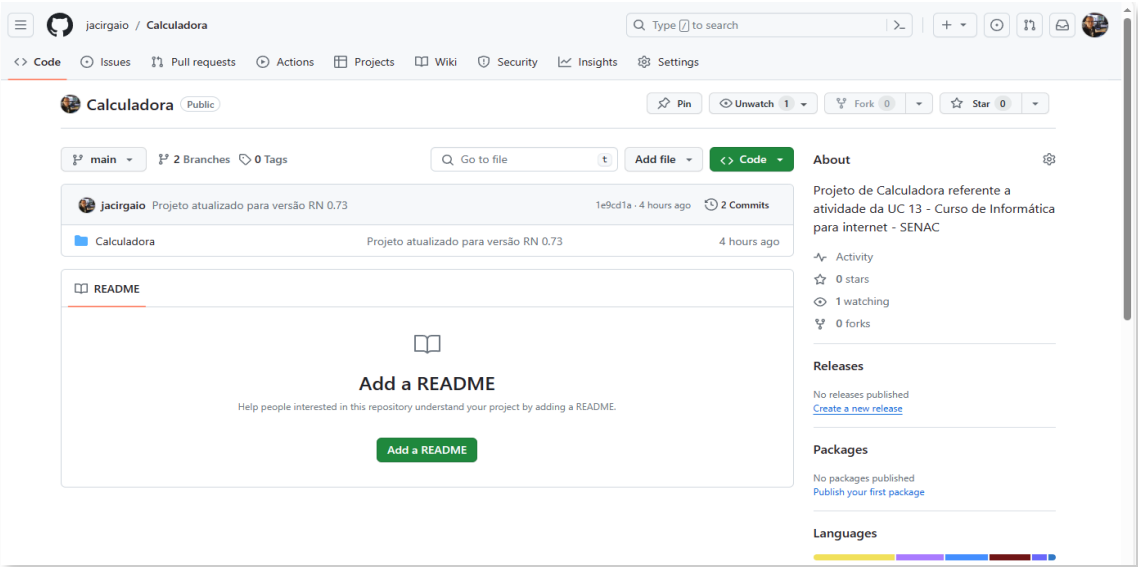 jacirgaio / Calculadora
Type / to search
Code Issues Pull requests Actions Projects Wiki Security Insights Settings
Calculadora Public
Pin Unwatch 1 Fork 0 Star 0
main 2 Branches 0 Tags
Go to file t Add file Code
jacirgaio Projeto atualizado para versão RN 0.73 1e9cd1a · 4 hours ago 2 Commits
Calculadora Projeto atualizado para versão RN 0.73 4 hours ago
README
Add a README
Help people interested in this repository understand your project by adding a README.
Add a README
About
Projeto de Calculadora referente a
atividade da UC 13 - Curso de Informática
para internet - SENAC
Activity
0 stars
1 watching
0 forks
Releases
No releases published
Create a new release
Packages
No packages published
Publish your first package
Languages